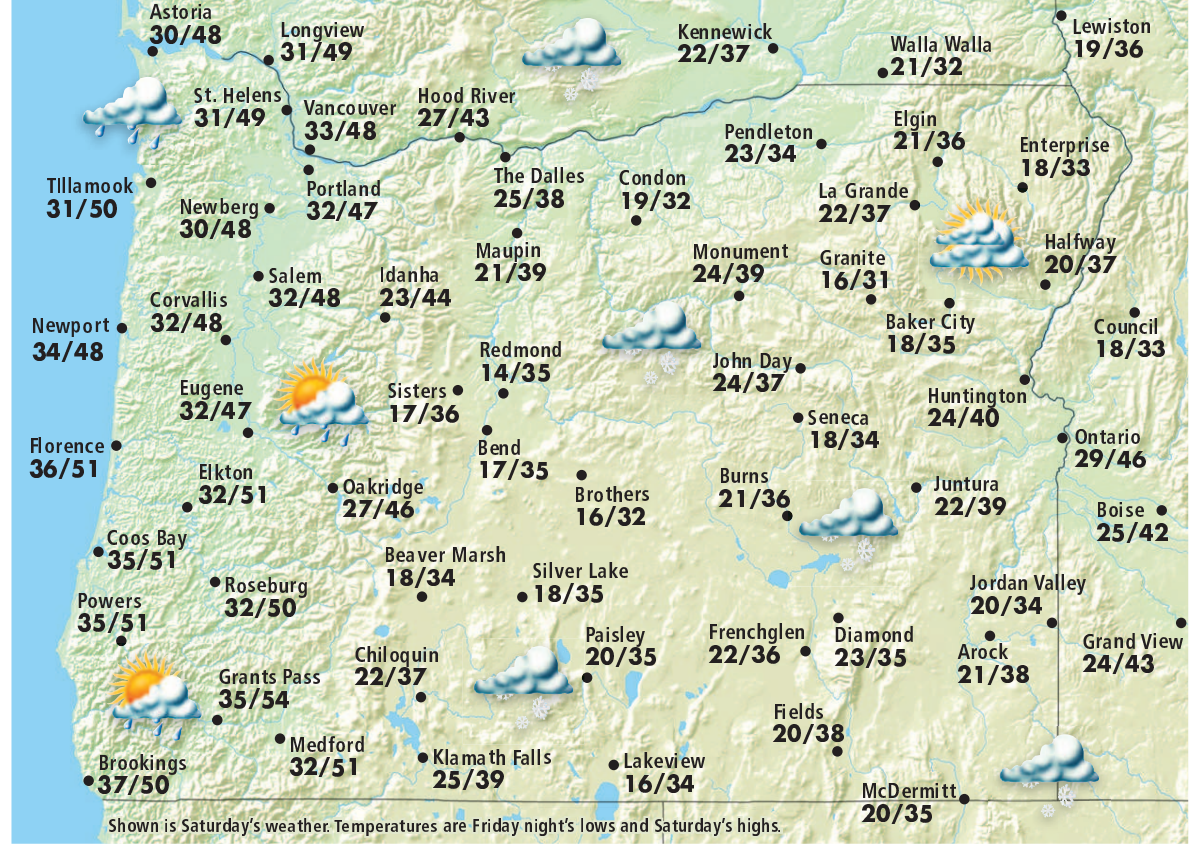 Astoria
30/48
Longview
31/49
Kennewick
22/37
Walla Walla
21/32
Lewiston
19/36
St. Helens
31/49
Vancouver
33/48
Hood River
27/43
Pendleton
23/34
Elgin
21/36
Enterprise
18/33
TIllamook
31/50
Newberg
30/48
Portland
32/47
The Dalles
25/38
Condon
19/32
La Grande
22/37
Maupin
21/39
Monument
24/39
Granite
16/31
Halfway
20/37
Salem
32/48
Idanha
23/44
Corvallis
32/48
Newport
34/48
Baker City
18/35
Council
18/33
Redmond
14/35
John Day
24/37
Eugene
32/47
Sisters
17/36
Huntington
24/40
Seneca
18/34
Florence
36/51
Bend
17/35
Ontario
29/46
Elkton
32/51
Oakridge
27/46
Brothers
16/32
Burns
21/36
Juntura
22/39
Boise
25/42
Coos Bay
35/51
Beaver Marsh
18/34
Silver Lake
18/35
Roseburg
32/50
Jordan Valley
20/34
Powers
35/51
Paisley
20/35
Frenchglen
22/36
Diamond
23/35
Arock
21/38
Grand View
24/43
Chiloquin
22/37
Grants Pass
35/54
Fields
20/38
Medford
32/51
Brookings
37/50
Klamath Falls
25/39
Lakeview
16/34
McDermitt
20/35
Shown is Saturday's weather. Temperatures are Friday night's lows and Saturday's highs.